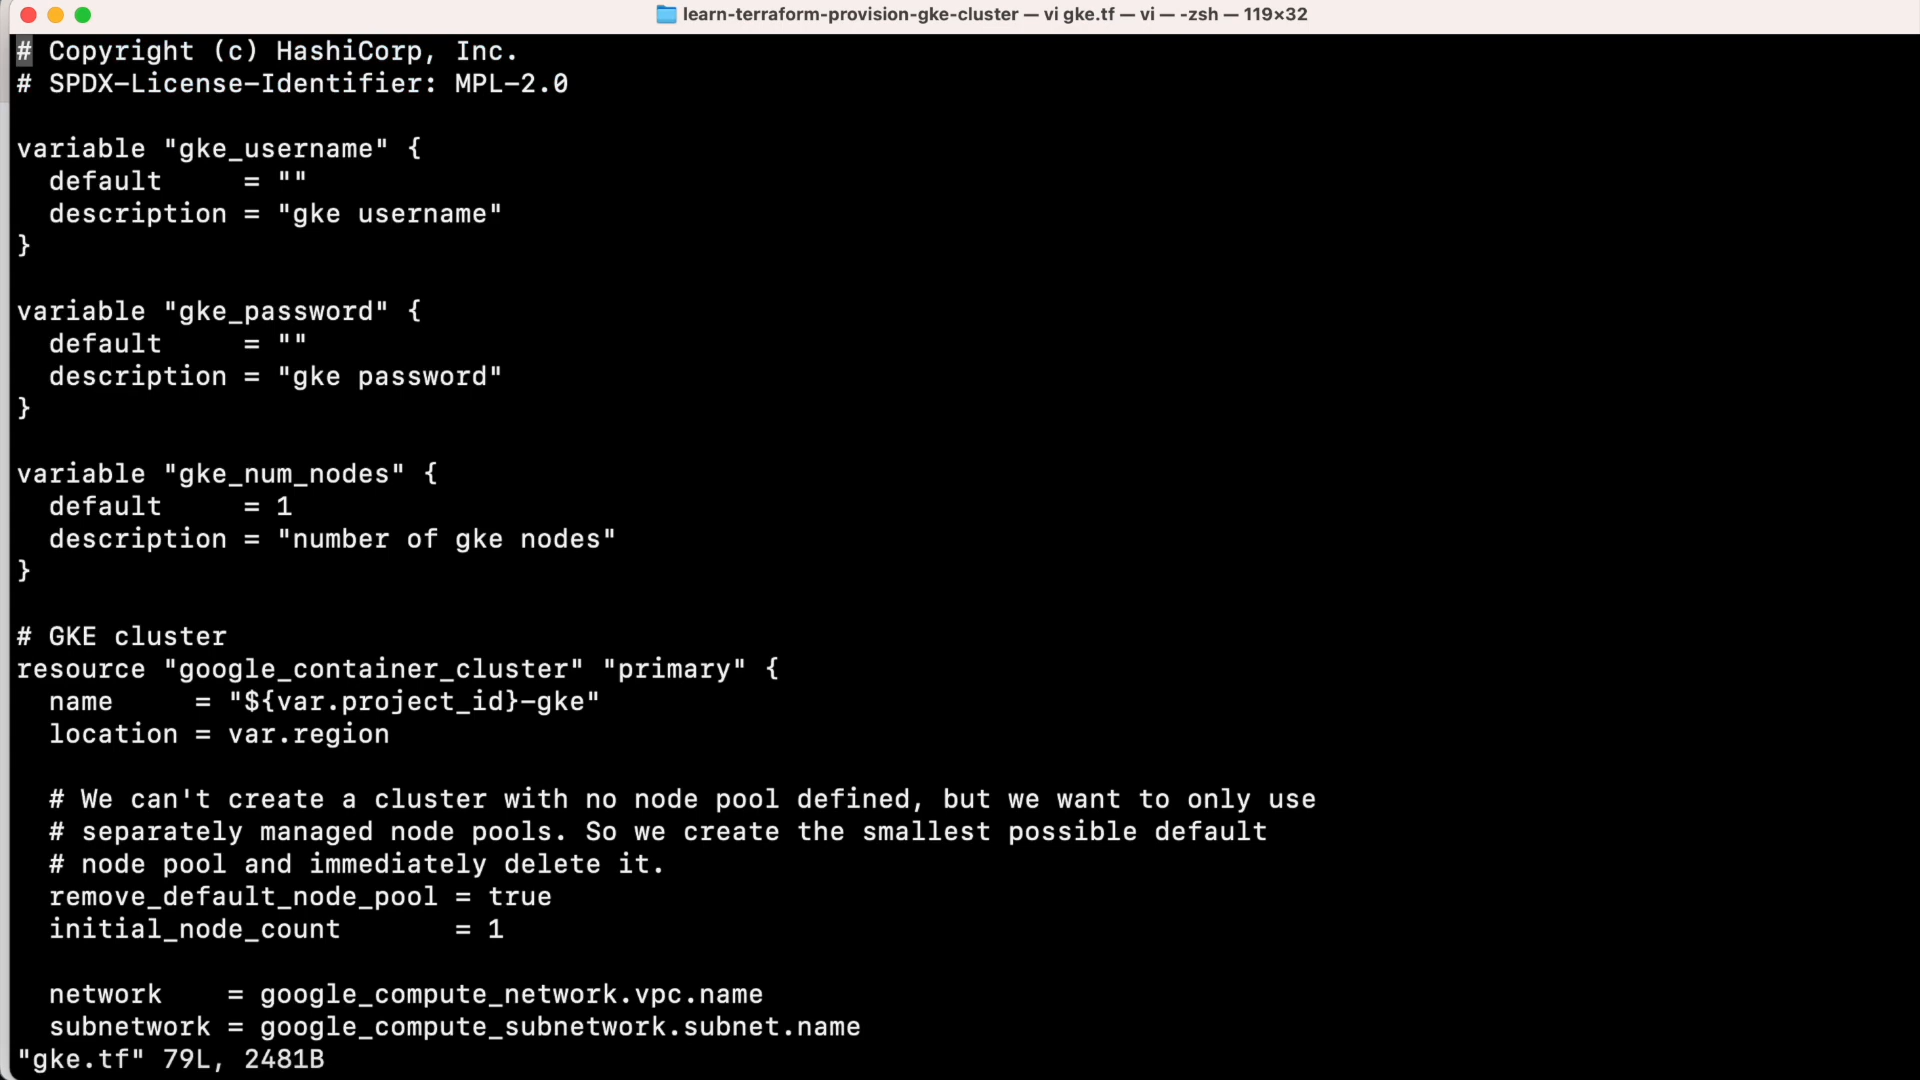 learn-terraform-provision-gke-cluster — vi gke.tf — vi — -zsh — 119×32
# Copyright (c) HashiCorp, Inc.
# SPDX-License-Identifier: MPL-2.0

variable "gke_username" {
  default     = ""
  description = "gke username"
}

variable "gke_password" {
  default     = ""
  description = "gke password"
}

variable "gke_num_nodes" {
  default     = 1
  description = "number of gke nodes"
}

# GKE cluster
resource "google_container_cluster" "primary" {
  name     = "${var.project_id}-gke"
  location = var.region

  # We can't create a cluster with no node pool defined, but we want to only use
  # separately managed node pools. So we create the smallest possible default
  # node pool and immediately delete it.
  remove_default_node_pool = true
  initial_node_count       = 1

  network    = google_compute_network.vpc.name
  subnetwork = google_compute_subnetwork.subnet.name
"gke.tf" 79L, 2481B